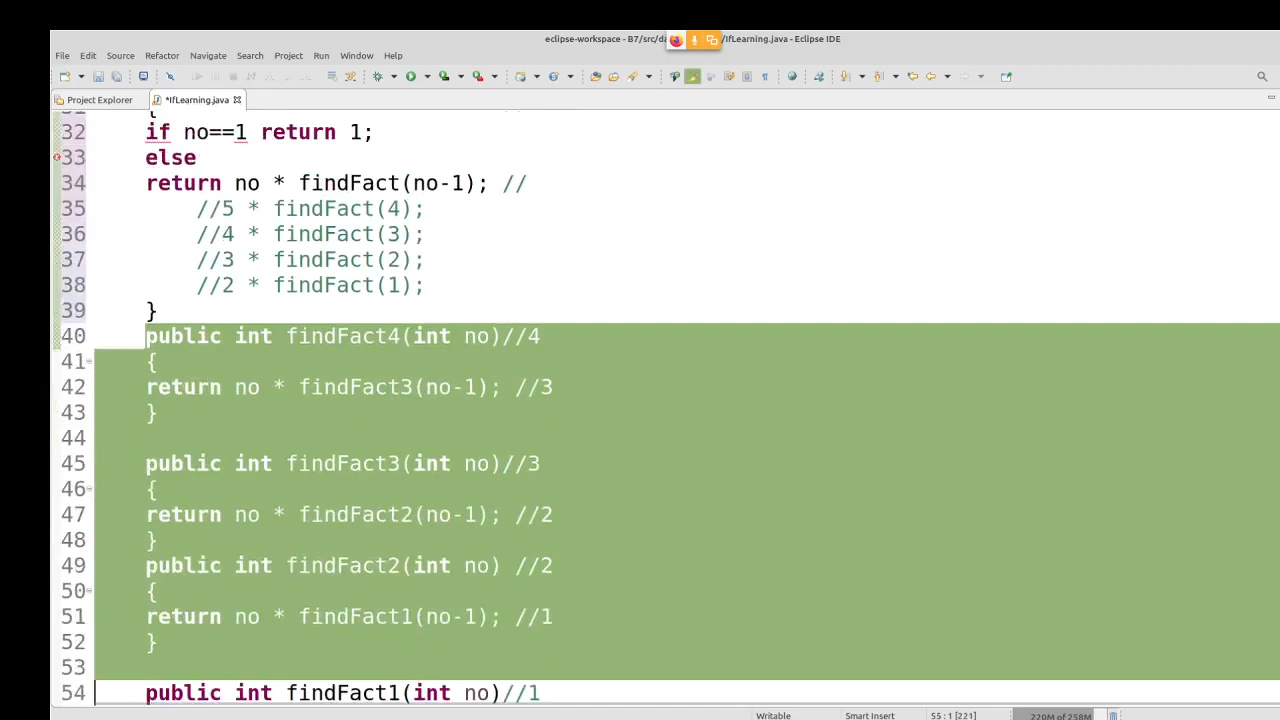 eclipse-workspace - B7/src/da /IfLearning.java - Eclipse IDE
File Edit Source Refactor Navigate Search Project Run Window Help
Project Explorer *IfLearning.java
31 {
32 if no==1 return 1;
33 else
34 return no * findFact(no-1); //
35 //5 * findFact(4);
36 //4 * findFact(3);
37 //3 * findFact(2);
38 //2 * findFact(1);
39 }
40 public int findFact4(int no)//4
41 {
42 return no * findFact3(no-1); //3
43 }
44
45 public int findFact3(int no)//3
46 {
47 return no * findFact2(no-1); //2
48 }
49 public int findFact2(int no) //2
50 {
51 return no * findFact1(no-1); //1
52 }
53
54 public int findFact1(int no)//1
Writable Smart Insert 55 : 1 [221] 220M of 258M